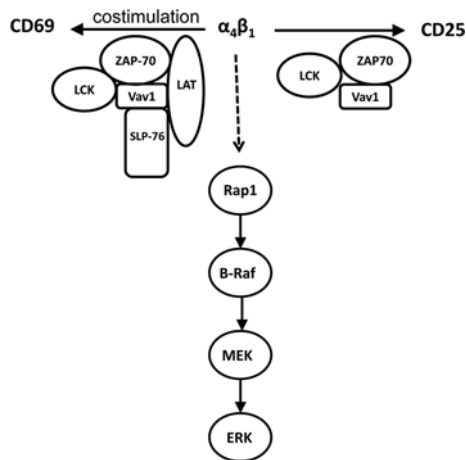 CD69
costimulation
α₄β₁
CD25
ZAP-70
LCK
Vav1
LAT
SLP-76
ZAP70
LCK
Vav1
Rap1
B-Raf
MEK
ERK